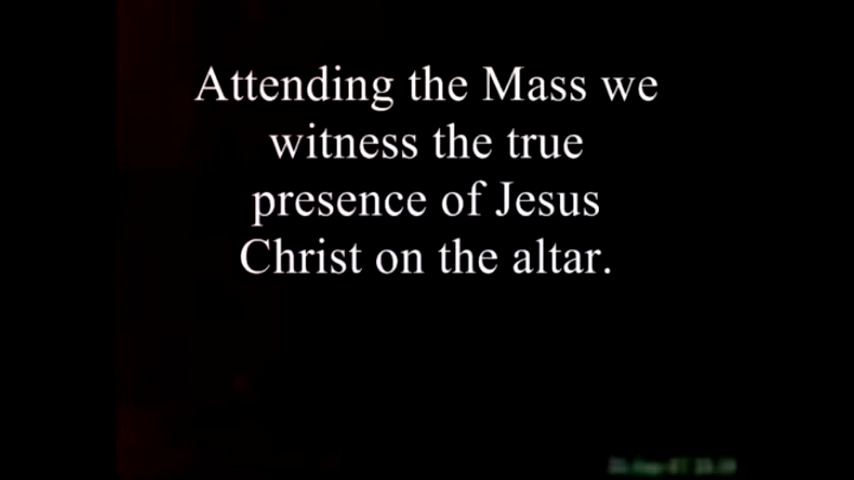 Attending the Mass we
witness the true
presence of Jesus
Christ on the altar.